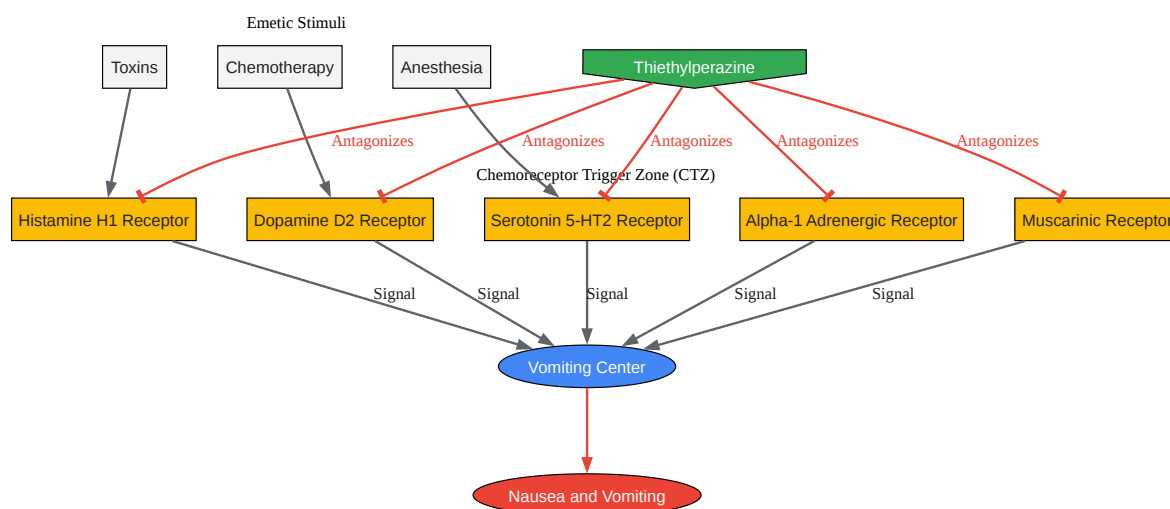 Emetic Stimuli
Toxins
Chemotherapy
Anesthesia
Thiethylperazine
Antagonizes
Antagonizes
Antagonizes
Antagonizes
Antagonizes
Chemoreceptor Trigger Zone (CTZ)
Histamine H1 Receptor
Dopamine D2 Receptor
Serotonin 5-HT2 Receptor
Alpha-1 Adrenergic Receptor
Muscarinic Receptor
Signal
Signal
Signal
Signal
Signal
Vomiting Center
Nausea and Vomiting